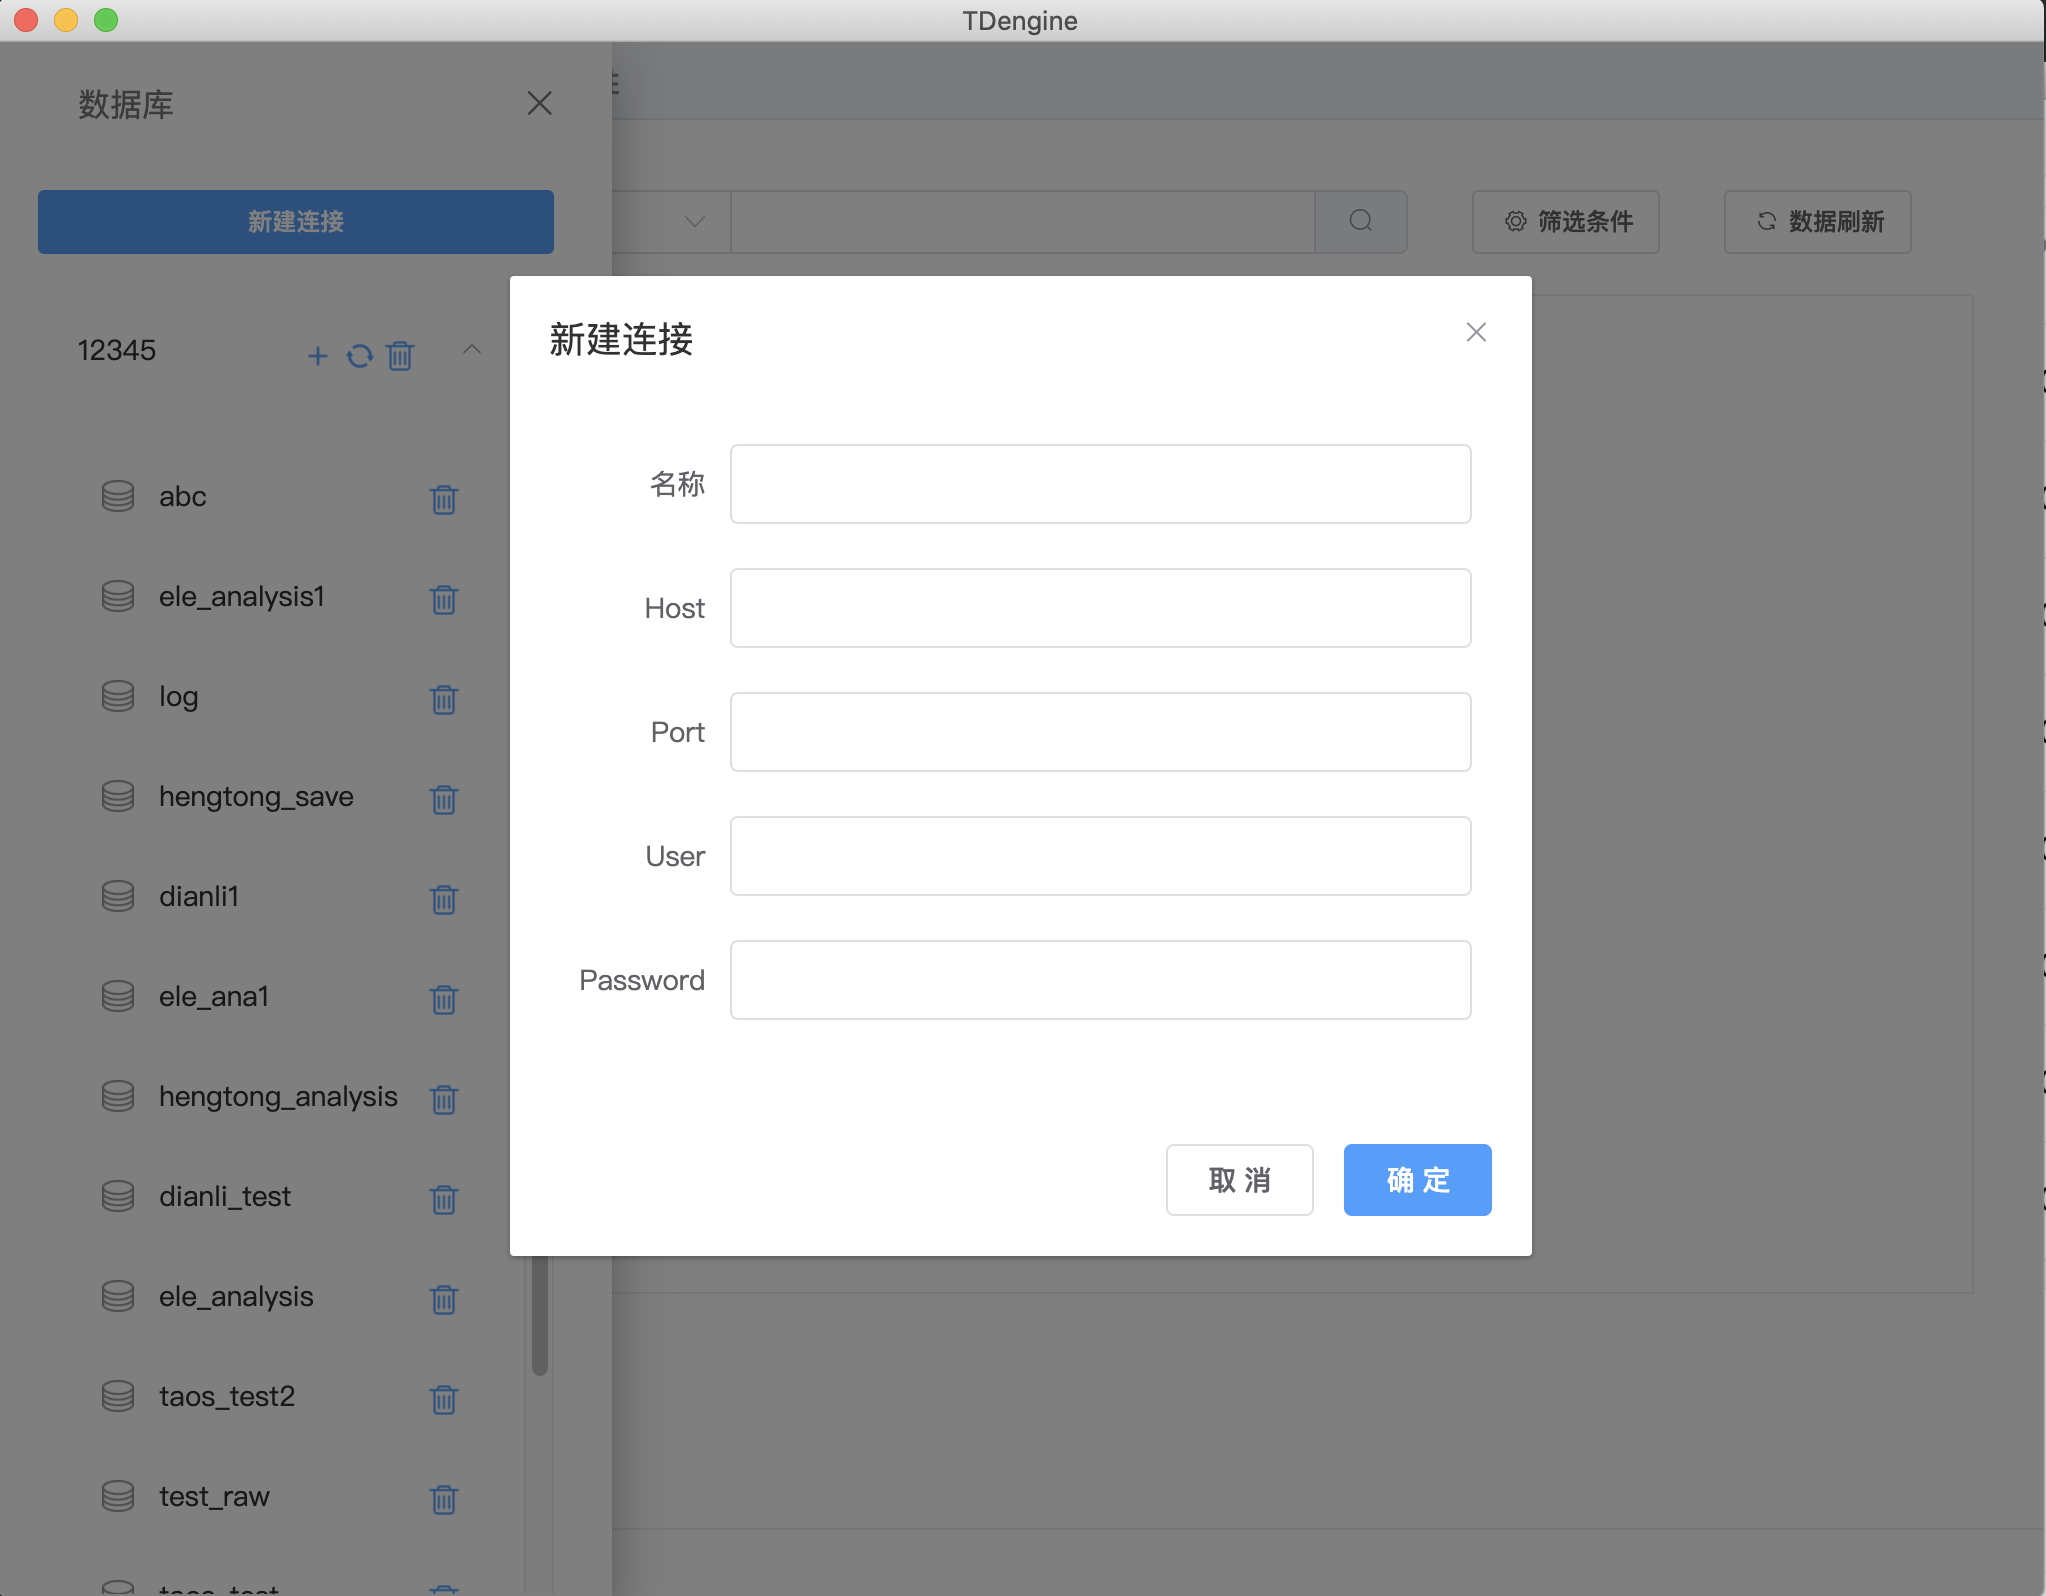 TDengine
数据库
新建连接
筛选条件
数据刷新
12345
abc
ele_analysis1
log
hengtong_save
dianli1
ele_ana1
hengtong_analysis
dianli_test
ele_analysis
taos_test2
test_raw
taos_test
新建连接
名称
Host
Port
User
Password
取 消
确 定